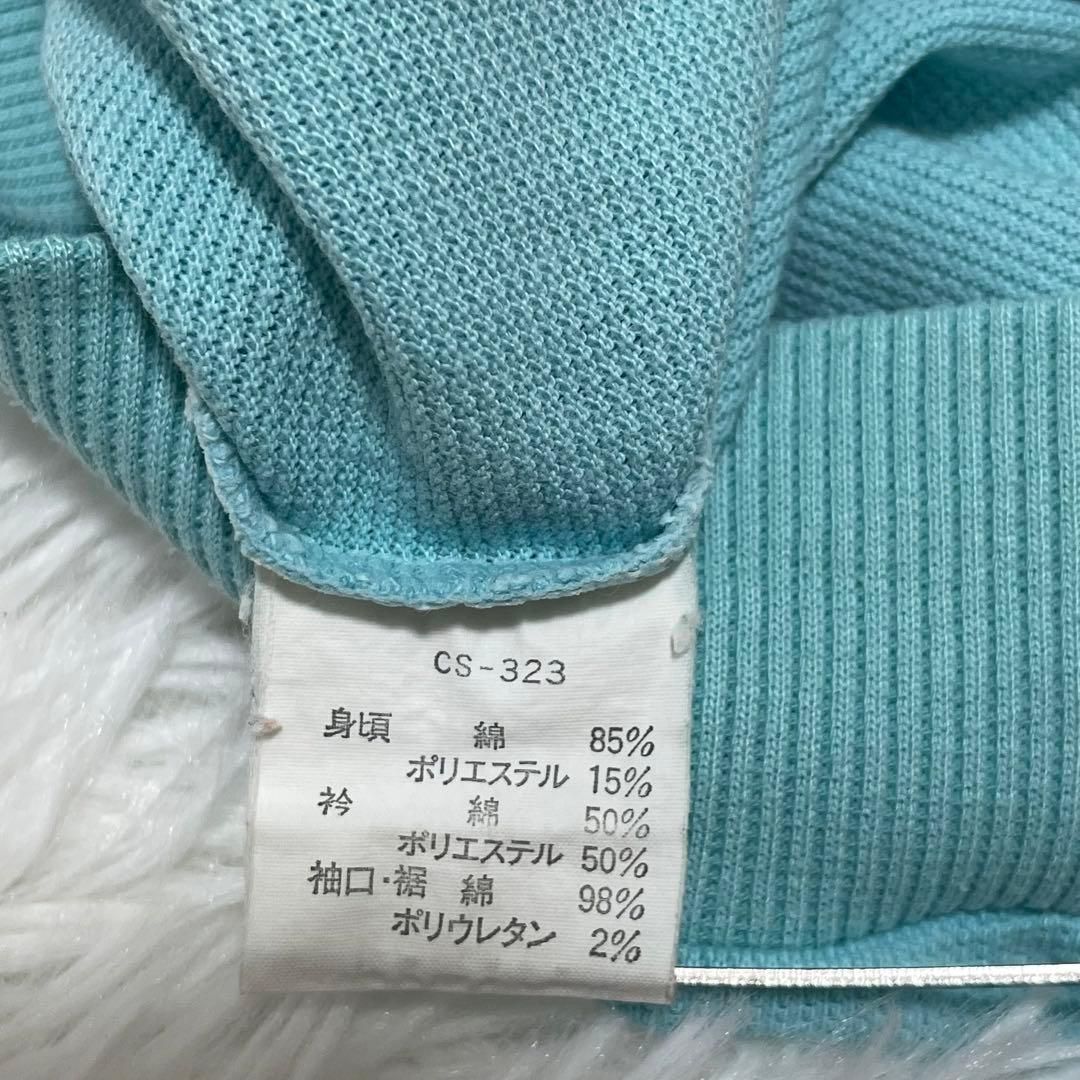 CS-323
身頃 綿 85%
ポリエステル 15%
衿 綿 50%
ポリエステル 50%
袖口・裾 綿 98%
ポリウレタン 2%